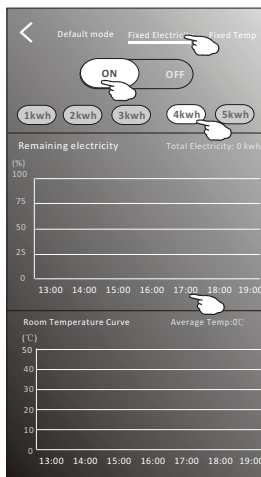 Default mode Fixed Electricity Fixed Temp
ON OFF
1kwh 2kwh 3kwh 4kwh 5kwh
Remaining electricity Total Electricity: 0 kwh
(%)
100
75
50
25
0
13:00 14:00 15:00 16:00 17:00 18:00 19:00
Room Temperature Curve Average Temp:0℃
(℃)
50
40
30
20
10
0
13:00 14:00 15:00 16:00 17:00 18:00 19:00